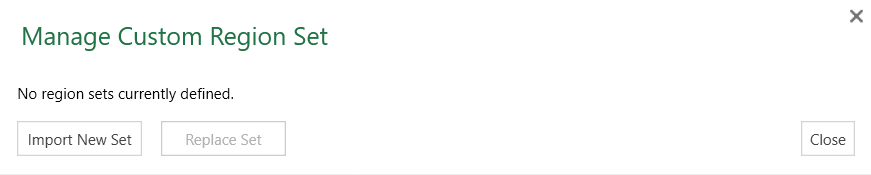 Manage Custom Region Set
No region sets currently defined.
Import New Set
Replace Set
Close